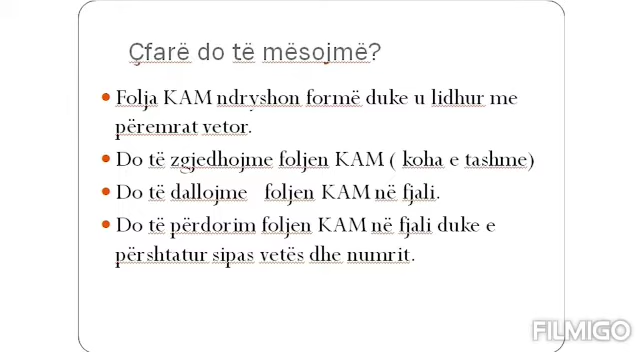 Çfarë do të mësojmë?
Folja KAM ndryshon formë duke u lidhur me
përemrat vetor.
Do të zgjedhojme foljen KAM ( koha e tashme)
Do të dallojme foljen KAM në fjali.
Do të përdorim foljen KAM në fjali duke e
përshtatur sipas vetës dhe numrit.
FILMIGO